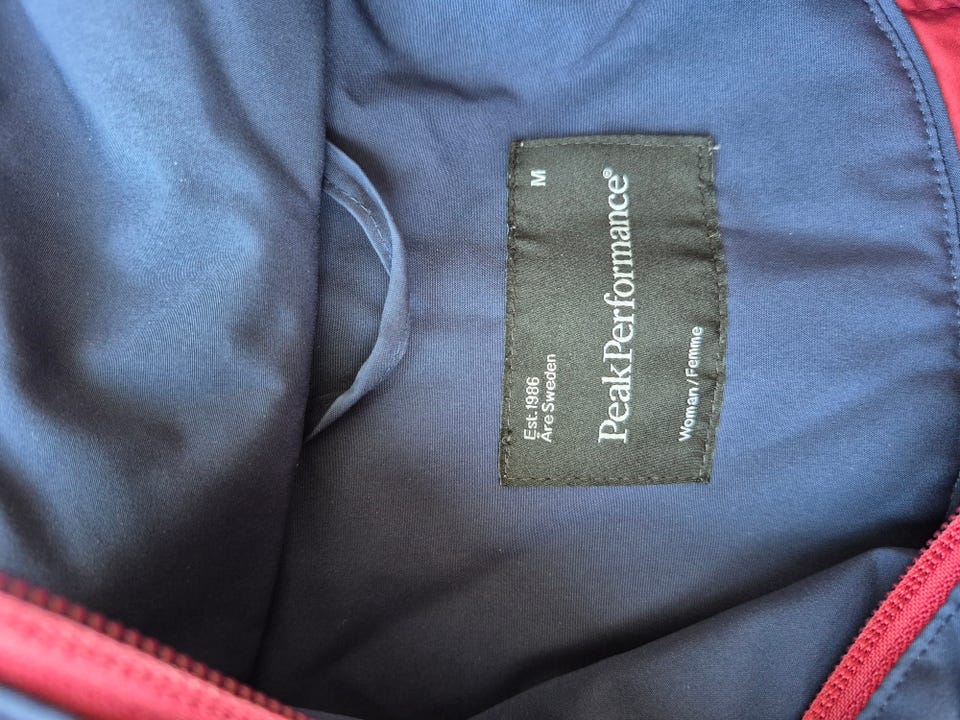 Est.1986
Åre Sweden
M
PeakPerformance®
Woman/Femme